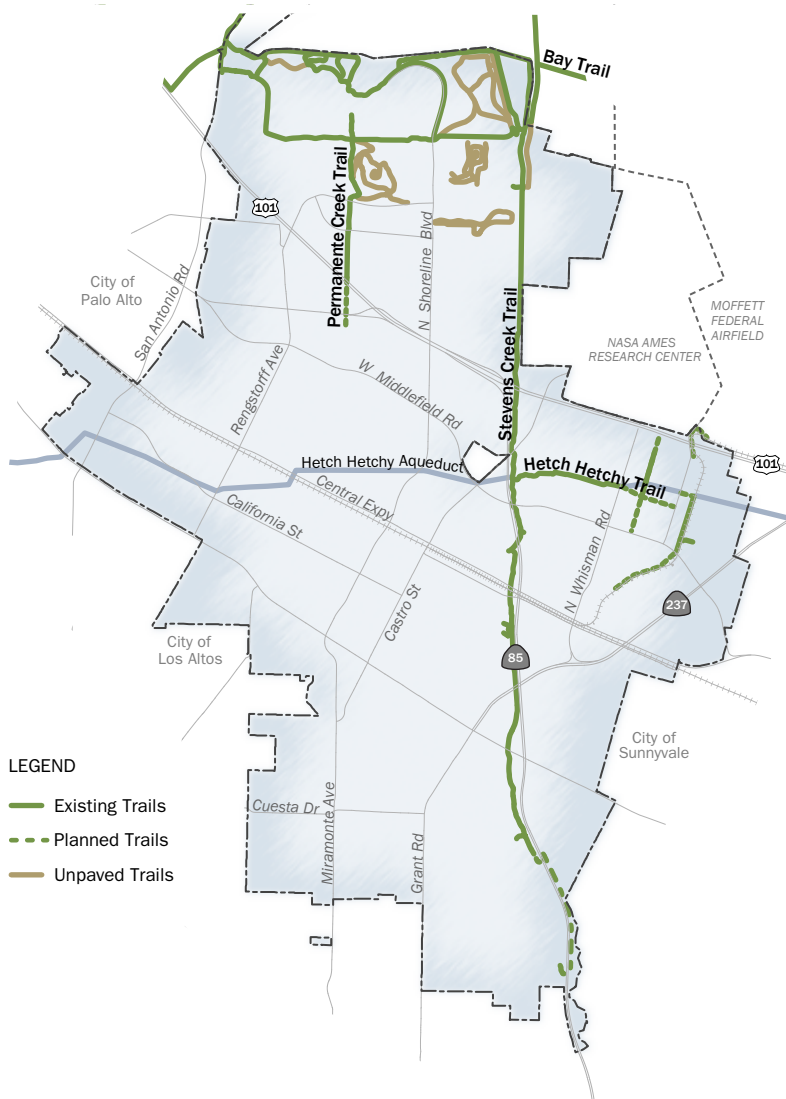 Bay Trail
Permanente Creek Trail
101
N Shoreline Blvd
City of
Palo Alto
San Antonio Rd
Stevens Creek Trail
MOFFETT
FEDERAL
AIRFIELD
NASA AMES
RESEARCH CENTER
Rengstorff Ave
W Middlefield Rd
Hetch Hetchy Aqueduct
Hetch Hetchy Trail
101
Central Expy
California St
N Whisman Rd
Castro St
237
City of
Los Altos
85
City of
Sunnyvale
LEGEND
Existing Trails
Planned Trails
Unpaved Trails
Cuesta Dr
Miramonte Ave
Grant Rd